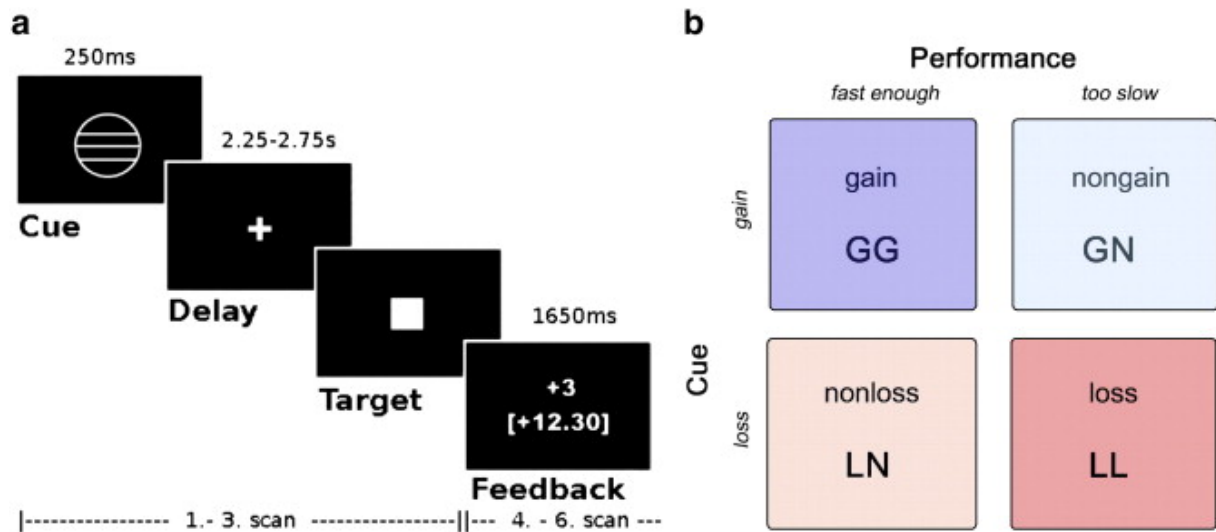 a
250ms
Cue
2.25-2.75s
Delay
Target
1650ms
+3
[+12.30]
Feedback
|---------- 1.- 3. scan ----------||-- 4. - 6. scan ---
b
Performance
fast enough
too slow
Cue
gain
gain
GG
nongain
GN
loss
nonloss
LN
loss
LL